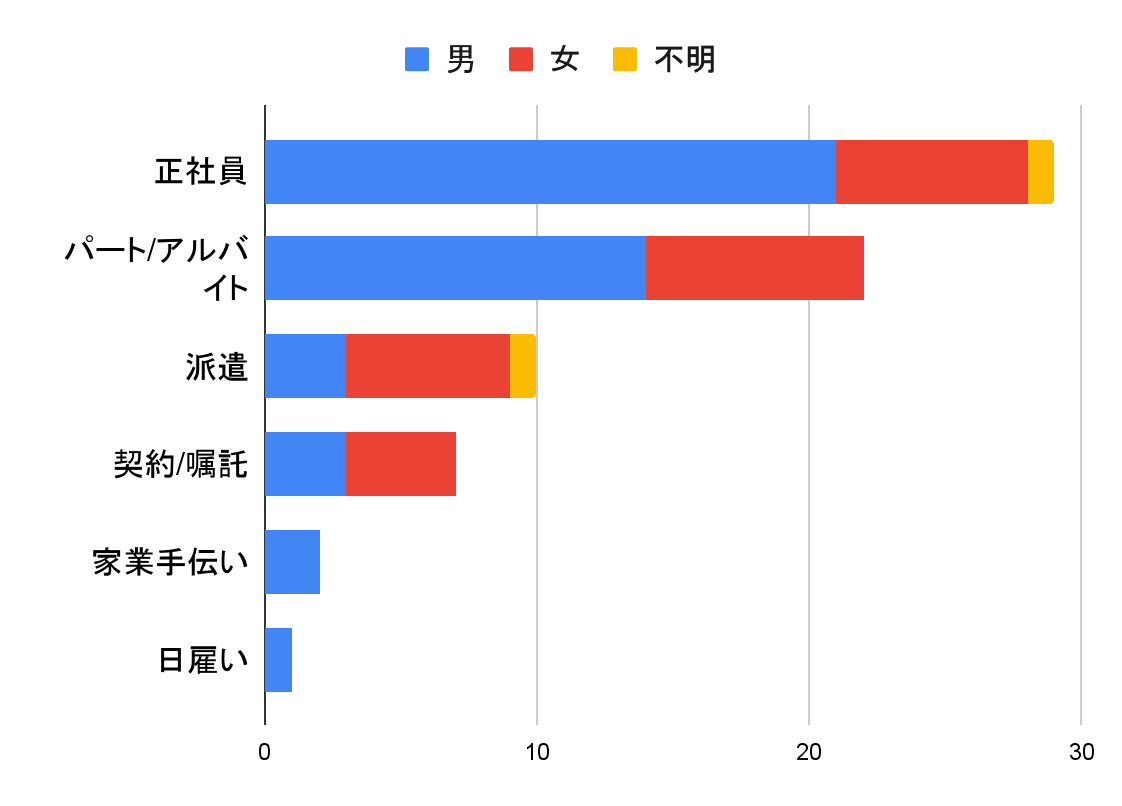 男 女 不明
正社員
パート/アルバ
イト
派遣
契約/嘱託
家業手伝い
日雇い
0 10 20 30